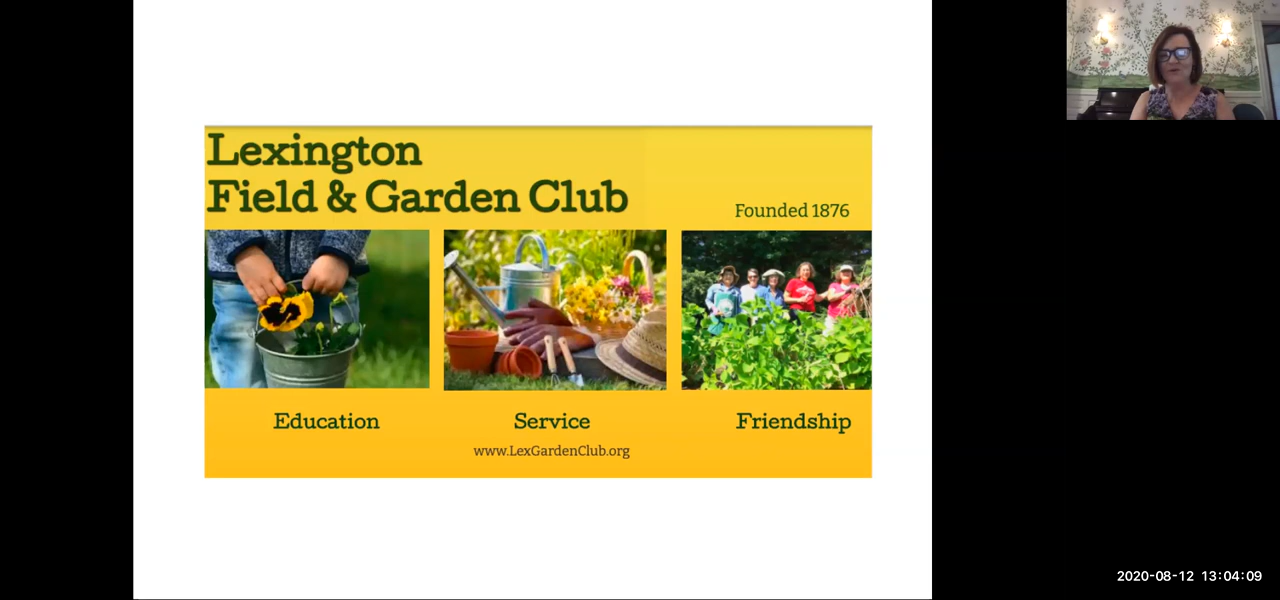 Lexington
Field & Garden Club
Founded 1876
Education
Service
Friendship
www.LexGardenClub.org
2020-08-12 13:04:09